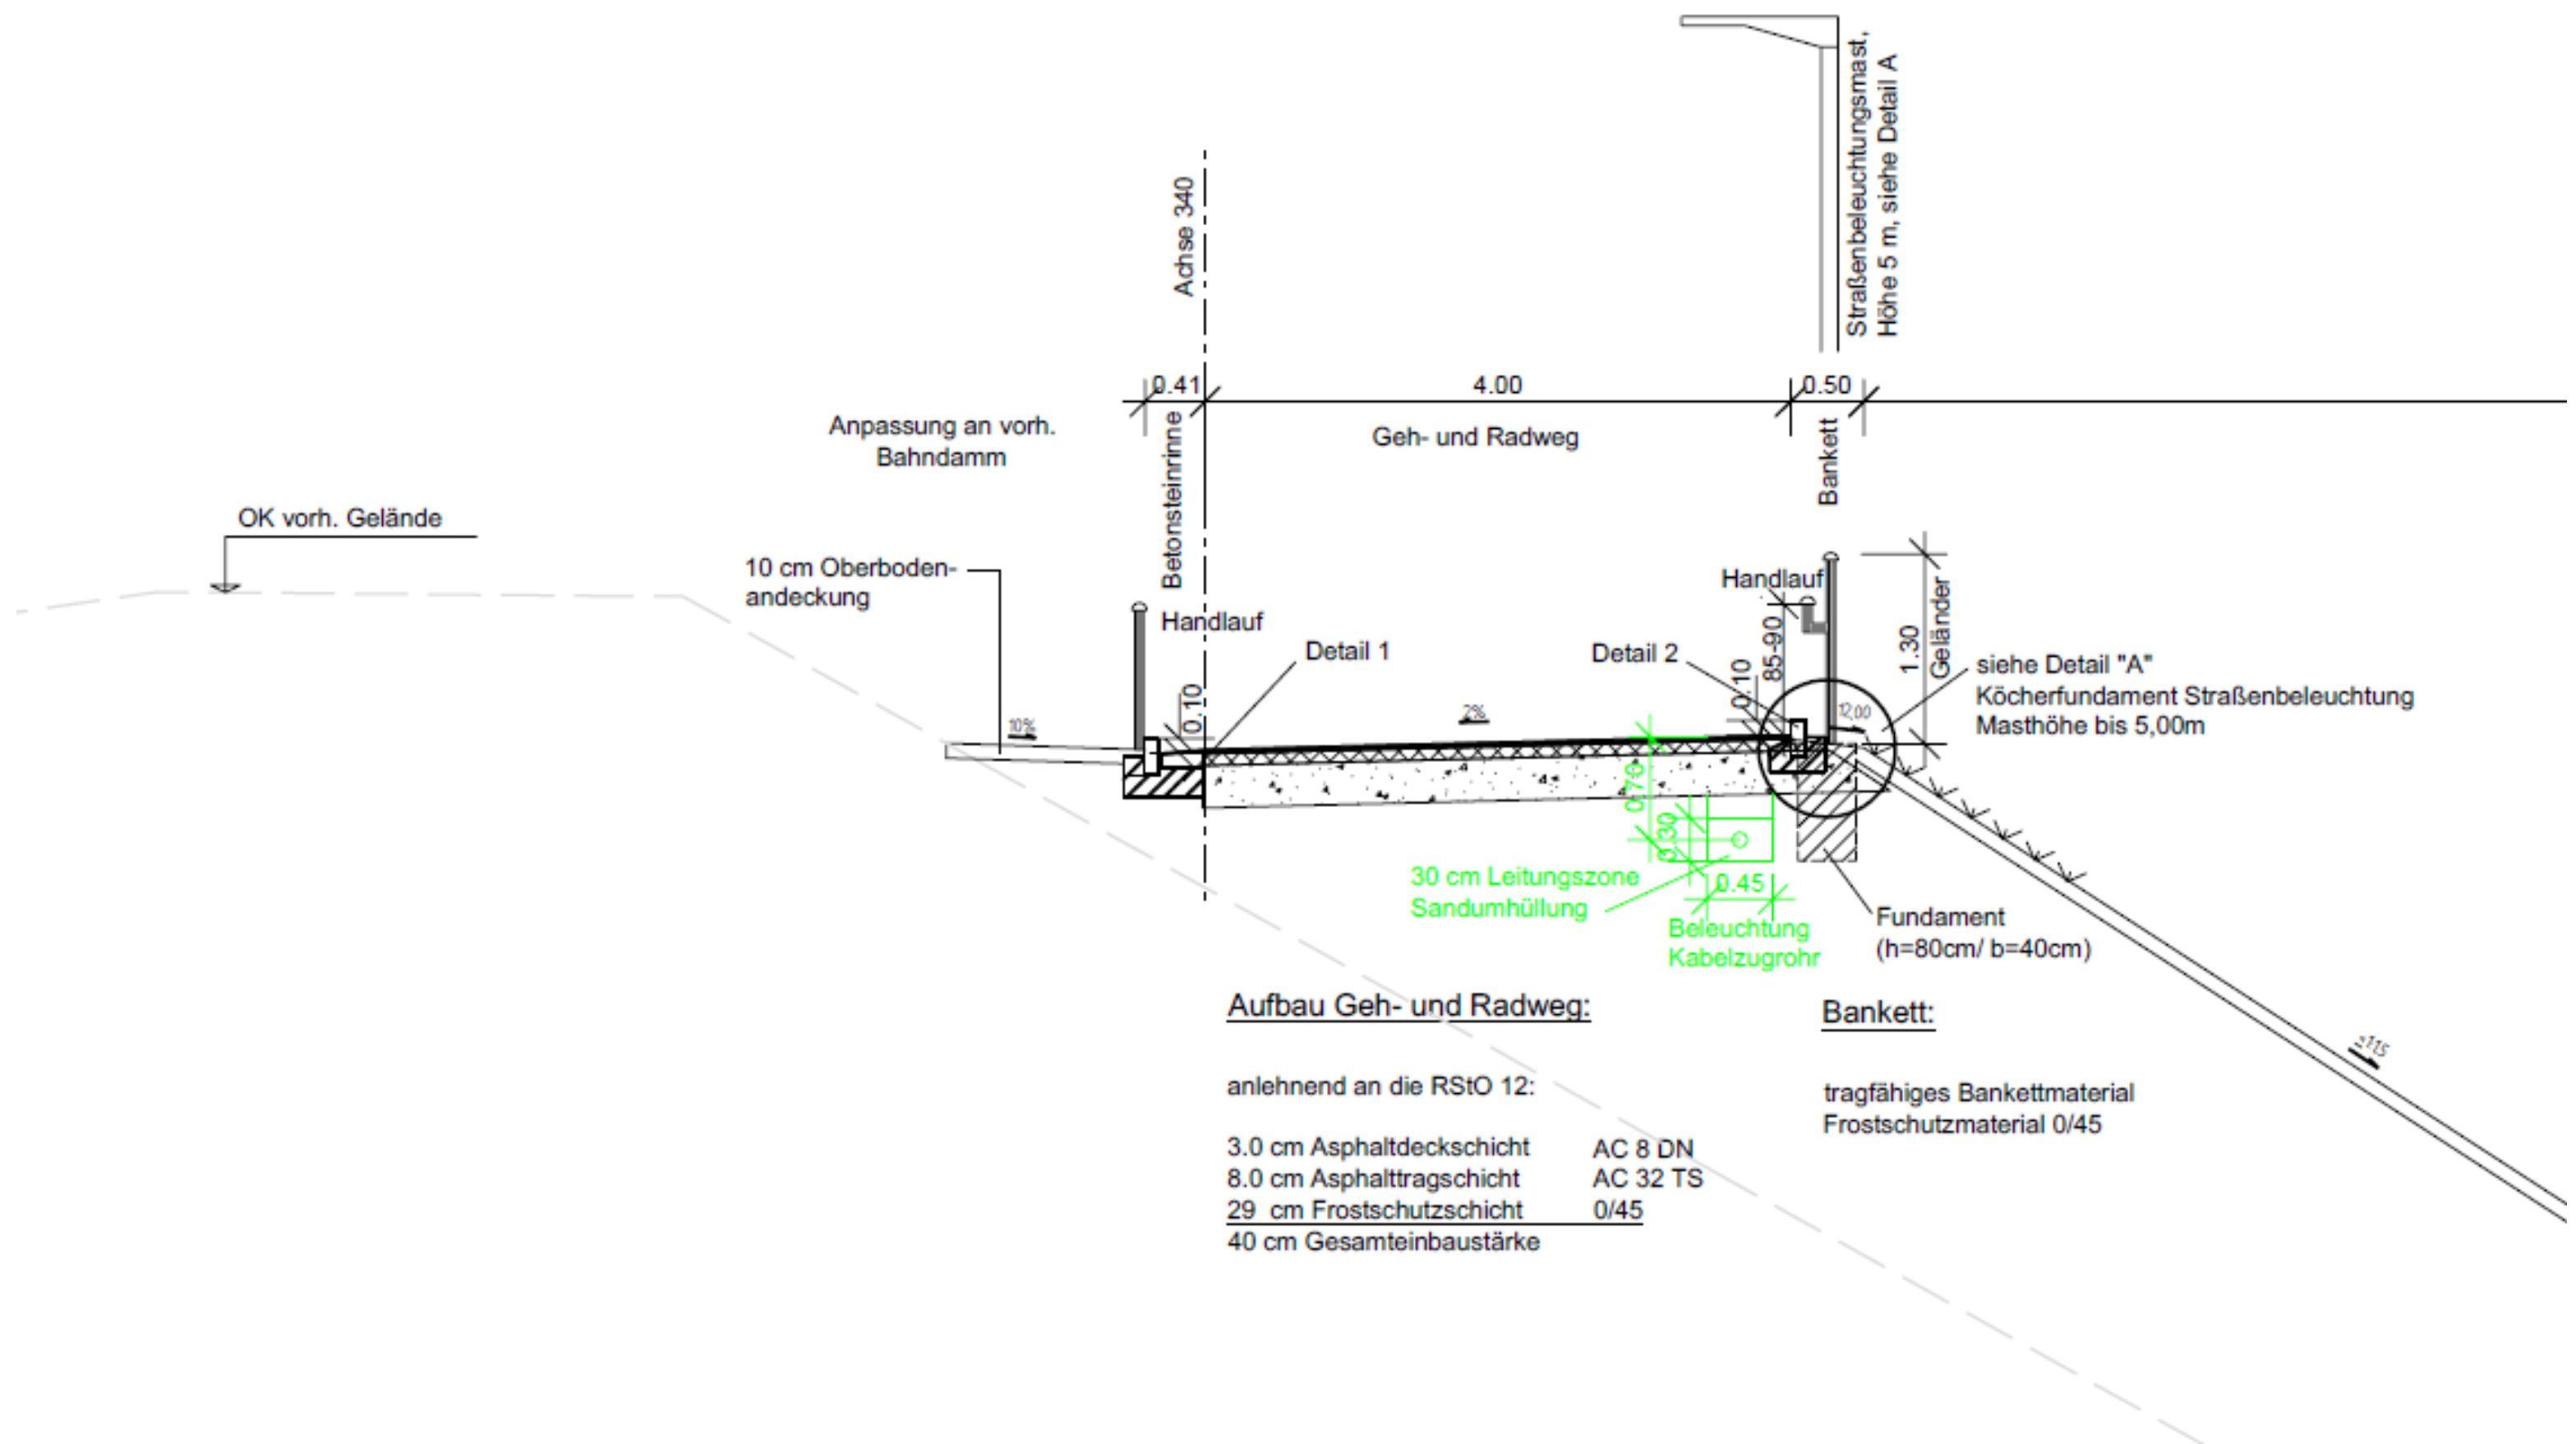 Straßenbeleuchtungsmast,
Höhe 5 m, siehe Detail A
Achse 340
0.41
4.00
0.50
Anpassung an vorh.
Bahndamm
Betonsteinrinne
Geh- und Radweg
Bankett
OK vorh. Gelände
10 cm Oberboden-
andeckung
Handlauf
Handlauf
Detail 1
Detail 2
0.10
0.10
85-90
1.30
Geländer
siehe Detail "A"
Köcherfundament Straßenbeleuchtung
Masthöhe bis 5,00m
10%
2%
12,00
0.70
0.30
30 cm Leitungszone
Sandumhüllung
0.45
Beleuchtung
Kabelzugrohr
Fundament
(h=80cm/ b=40cm)
Aufbau Geh- und Radweg:
anlehnend an die RStO 12:
3.0 cm Asphaltdeckschicht AC 8 DN
8.0 cm Asphalttragschicht AC 32 TS
29 cm Frostschutzschicht 0/45
40 cm Gesamteinbaustärke
Bankett:
tragfähiges Bankettmaterial
Frostschutzmaterial 0/45